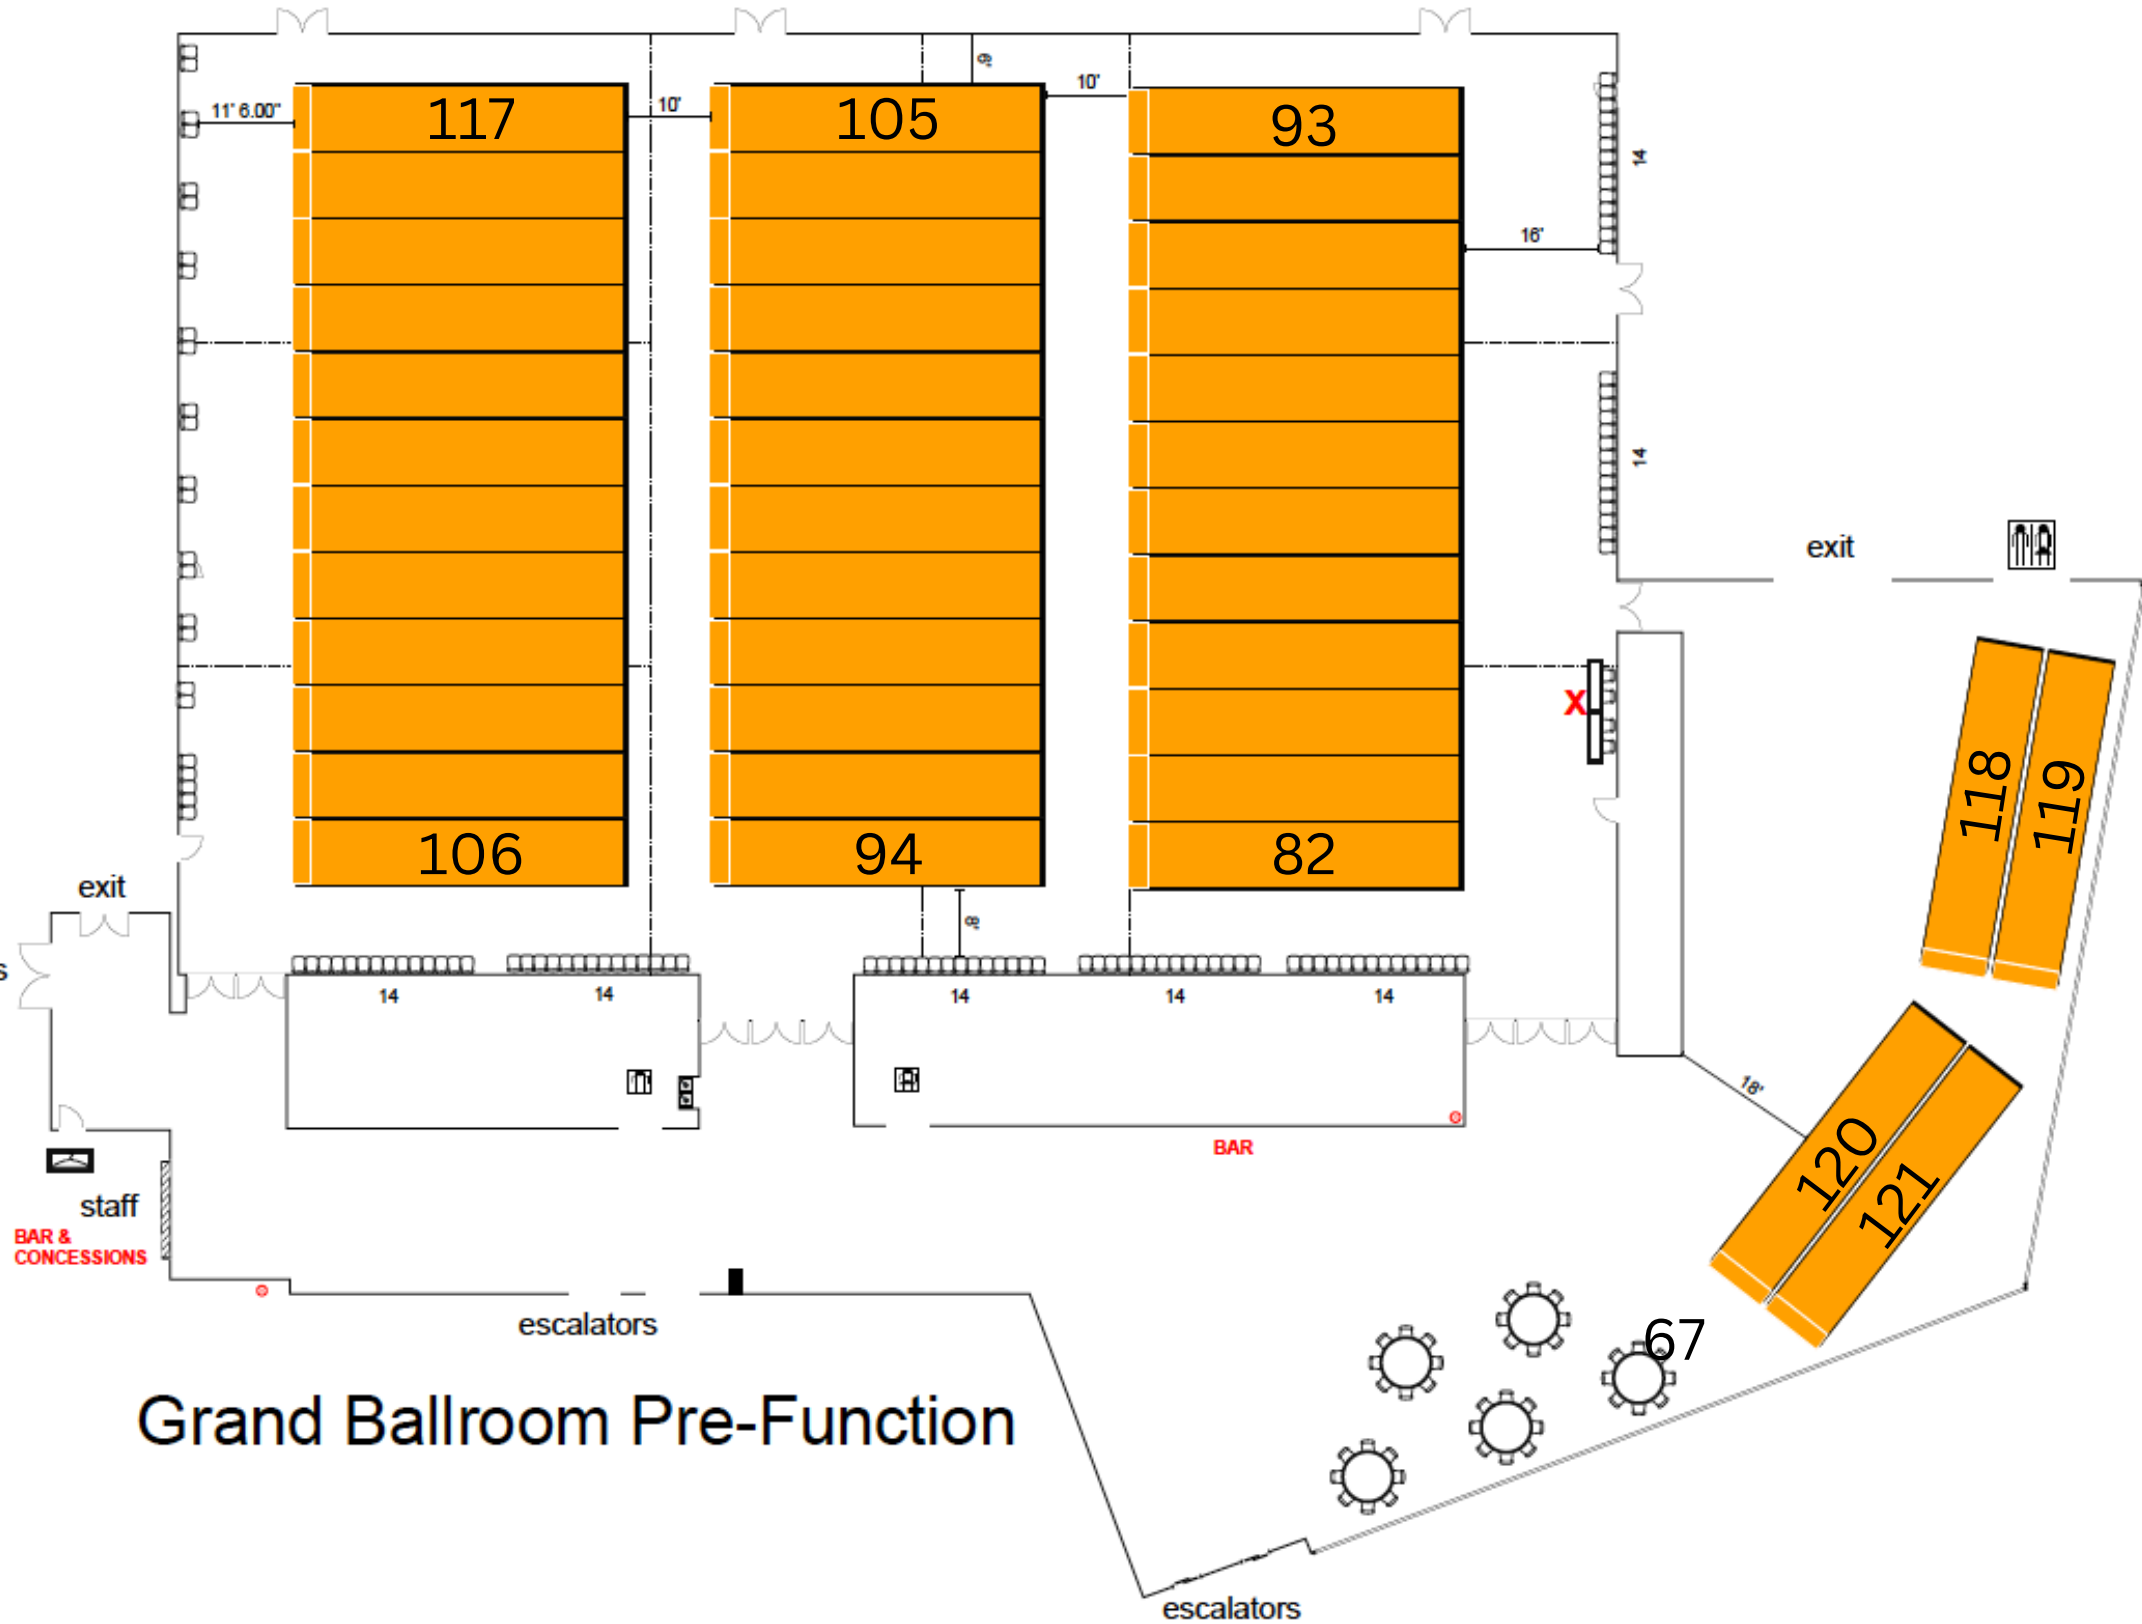 6'
10'
11' 6.00"
117
10'
105
93
14
16'
14
exit
118
119
106
94
82
exit
8'
s
14
14
14
14
14
18'
120
121
BAR
staff
BAR &
CONCESSIONS
X
escalators
67
Grand Ballroom Pre-Function
escalators